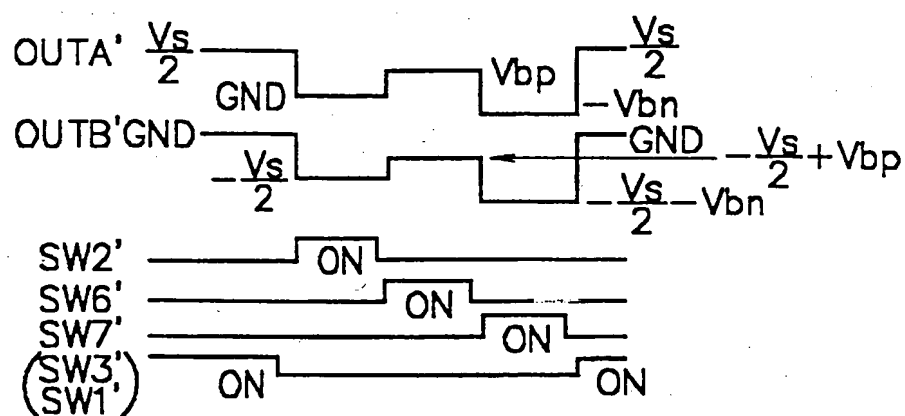 OUTA' Vs/2 GND Vbp -Vbn Vs/2
OUTB' GND -Vs/2 GND -Vs/2+Vbp
-Vs/2-Vbn
SW2' ON
SW6' ON
SW7' ON
(SW3' SW1') ON ON